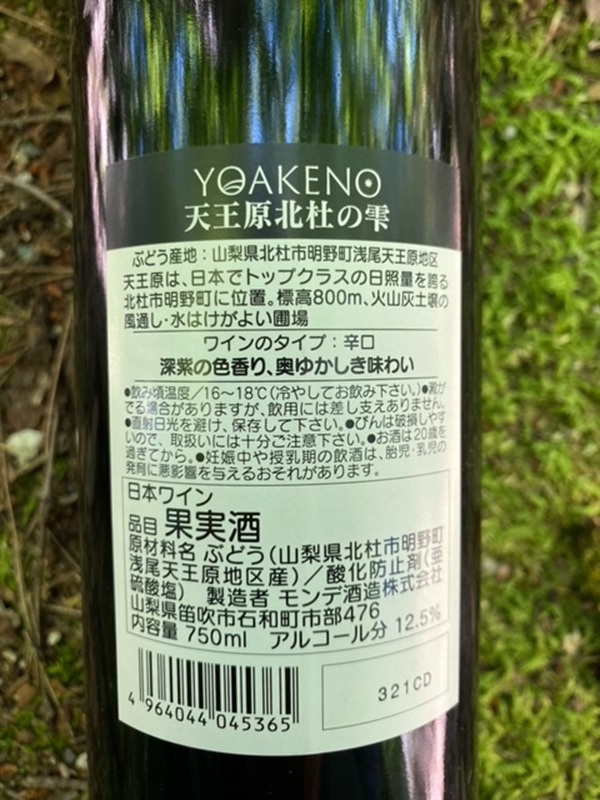 YOAKENO
天王原北杜の雫
ぶどう産地：山梨県北杜市明野町浅尾天王原地区
天王原は、日本でトップクラスの日照量を誇る
北杜市明野町に位置。標高800m、火山灰土壌の
風通し・水はけがよい圃場
ワインのタイプ：辛口
深紫の色香り、奥ゆかしき味わい
●飲み頃温度／16～18℃（冷やしてお飲み下さい。）●澱が
でる場合がありますが、飲用には差し支えありません。
●直射日光を避け、保存して下さい。●びんは破損しやす
いので、取扱いには十分ご注意下さい。●お酒は20歳を
過ぎてから。●妊娠中や授乳期の飲酒は、胎児・乳児の
発育に悪影響を与えるおそれがあります。
日本ワイン
品目 果実酒
原材料名 ぶどう（山梨県北杜市明野町
浅尾天王原地区産）／酸化防止剤（亜
硫酸塩） 製造者 モンデ酒造株式会社
山梨県笛吹市石和町市部476
内容量 750ml アルコール分 12.5%
4 964044 045365
321CD